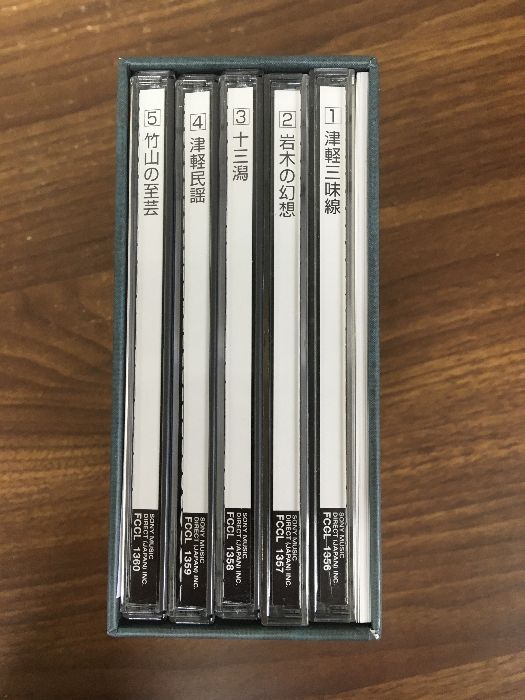 5 竹山の至芸
SONY MUSIC
DIRECT (JAPAN) INC.
FCCL 1360
4 津軽民謡
SONY MUSIC
DIRECT (JAPAN) INC.
FCCL 1359
3 十三潟
SONY MUSIC
DIRECT (JAPAN) INC.
FCCL 1358
2 岩木の幻想
SONY MUSIC
DIRECT (JAPAN) INC.
FCCL 1357
1 津軽三味線
SONY MUSIC
DIRECT (JAPAN) INC.
FCCL 1356